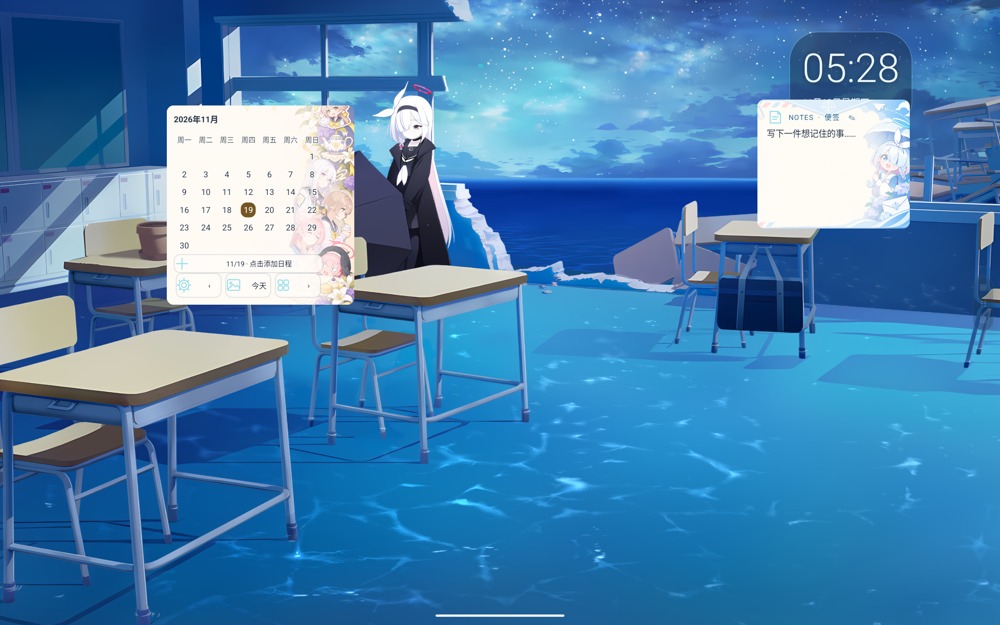 2026年11月
周一 周二 周三 周四 周五 周六 周日
1
2 3 4 5 6 7 8
9 10 11 12 13 14 15
16 17 18 19 20 21 22
23 24 25 26 27 28 29
30
11/19 · 点击添加日程
‹ 今天 ›
05:28
NOTES · 便签
写下一件想记住的事……